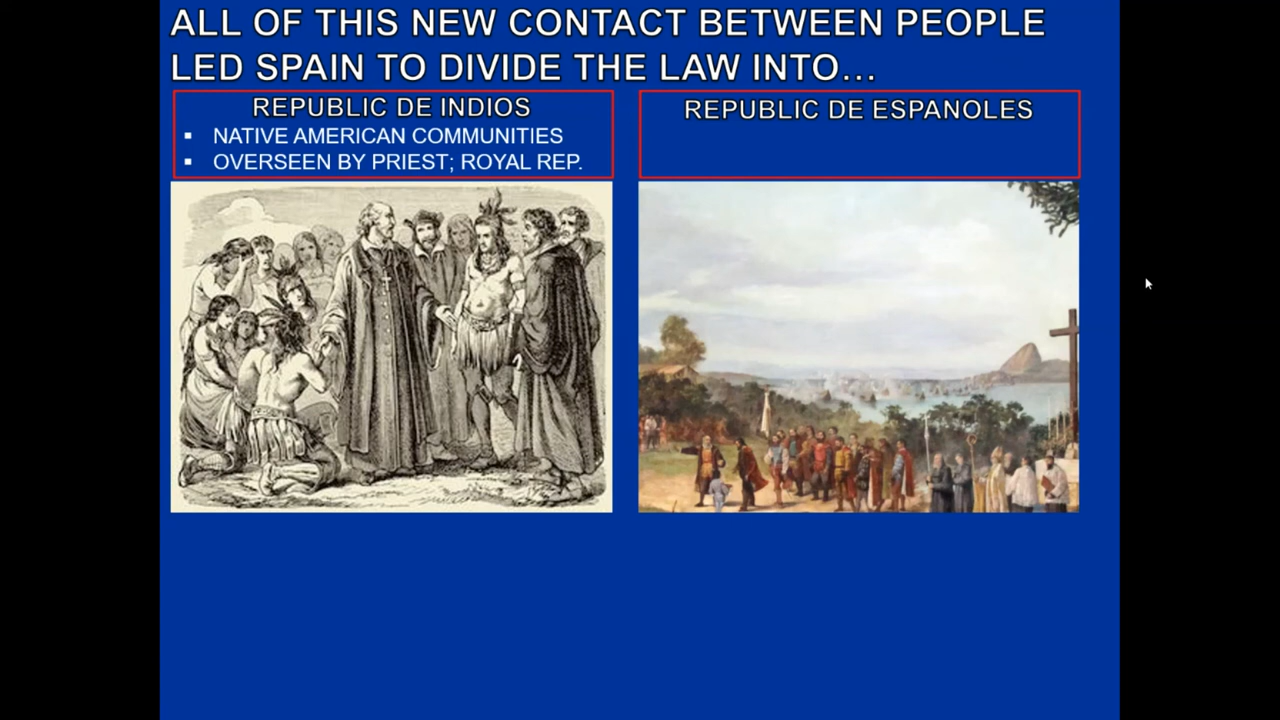 ALL OF THIS NEW CONTACT BETWEEN PEOPLE
LED SPAIN TO DIVIDE THE LAW INTO…
REPUBLIC DE INDIOS
▪ NATIVE AMERICAN COMMUNITIES
▪ OVERSEEN BY PRIEST; ROYAL REP.
REPUBLIC DE ESPANOLES